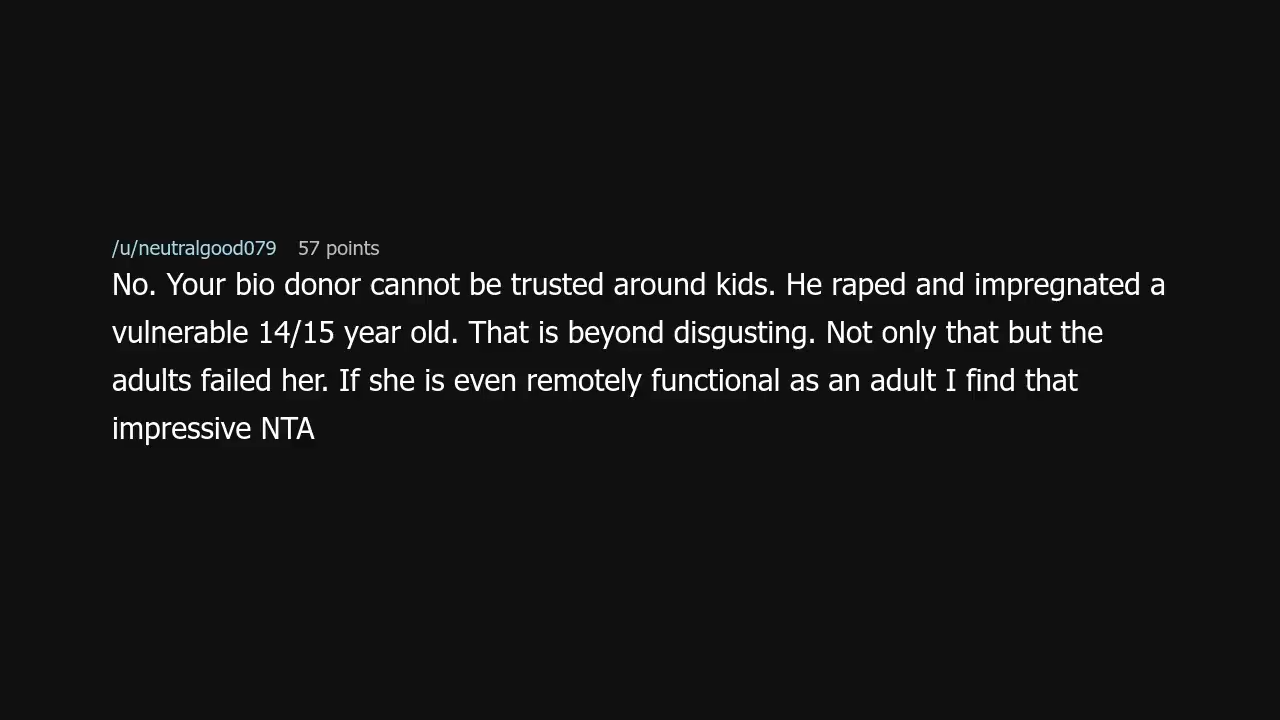 /u/neutralgood079 57 points
No. Your bio donor cannot be trusted around kids. He raped and impregnated a
vulnerable 14/15 year old. That is beyond disgusting. Not only that but the
adults failed her. If she is even remotely functional as an adult I find that
impressive NTA